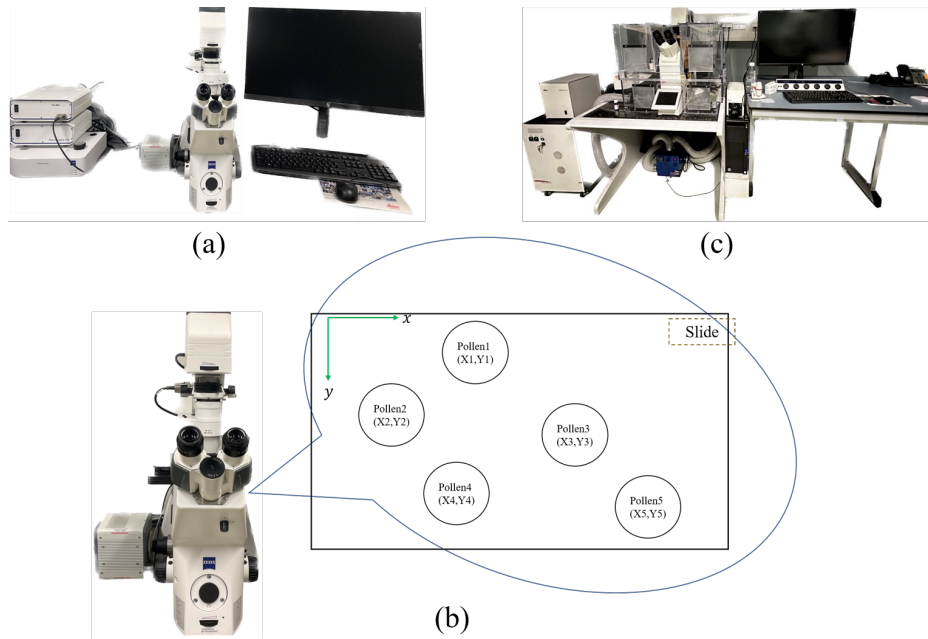 (a)
(c)
x
y
Slide
Pollen1
(X1,Y1)
Pollen2
(X2,Y2)
Pollen3
(X3,Y3)
Pollen4
(X4,Y4)
Pollen5
(X5,Y5)
ZEISS
(b)